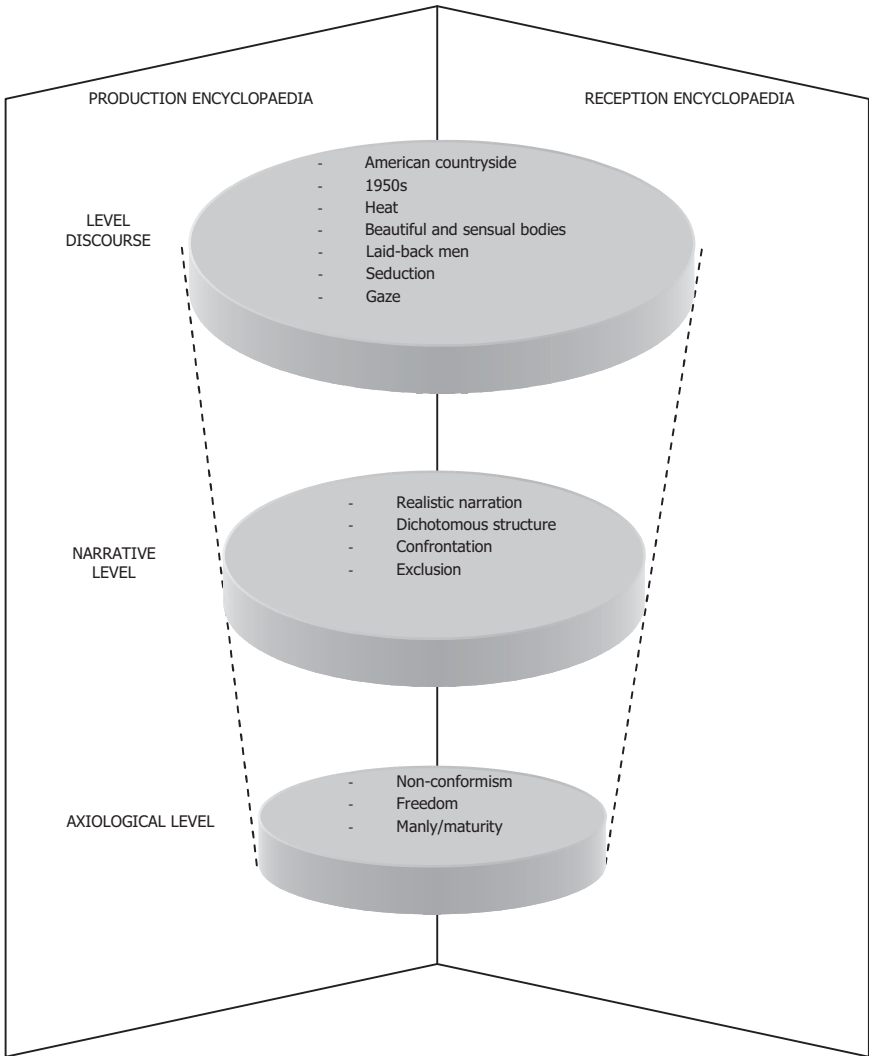 PRODUCTION ENCYCLOPAEDIA
RECEPTION ENCYCLOPAEDIA
LEVEL
DISCOURSE
- American countryside
- 1950s
- Heat
- Beautiful and sensual bodies
- Laid-back men
- Seduction
- Gaze
NARRATIVE
LEVEL
- Realistic narration
- Dichotomous structure
- Confrontation
- Exclusion
AXIOLOGICAL LEVEL
- Non-conformism
- Freedom
- Manly/maturity